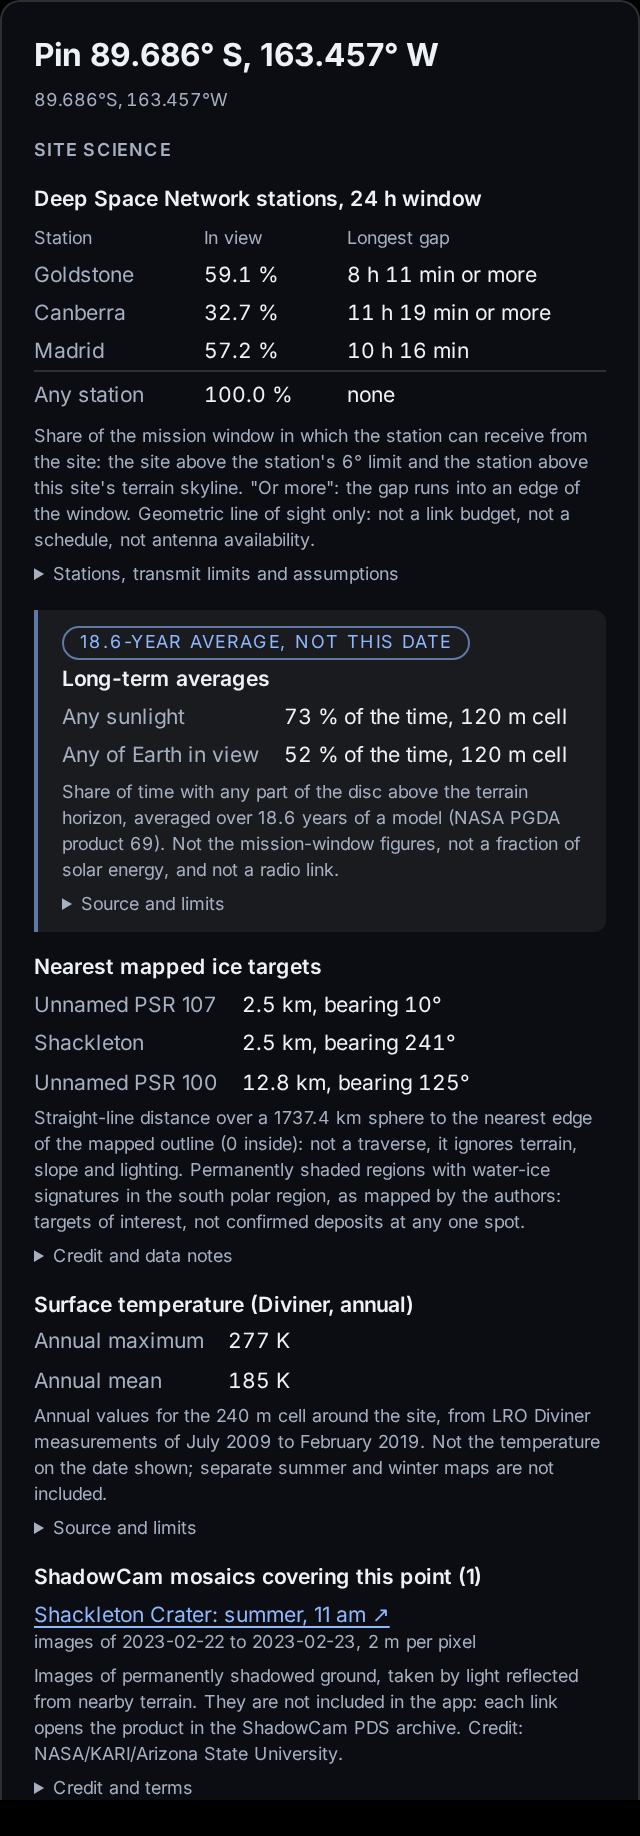 Pin 89.686° S, 163.457° W
89.686°S, 163.457°W
SITE SCIENCE
Deep Space Network stations, 24 h window
Station In view Longest gap
Goldstone 59.1 % 8 h 11 min or more
Canberra 32.7 % 11 h 19 min or more
Madrid 57.2 % 10 h 16 min
Any station 100.0 % none
Share of the mission window in which the station can receive from
the site: the site above the station's 6° limit and the station above
this site's terrain skyline. "Or more": the gap runs into an edge of
the window. Geometric line of sight only: not a link budget, not a
schedule, not antenna availability.
▶ Stations, transmit limits and assumptions
18.6-YEAR AVERAGE, NOT THIS DATE
Long-term averages
Any sunlight 73 % of the time, 120 m cell
Any of Earth in view 52 % of the time, 120 m cell
Share of time with any part of the disc above the terrain
horizon, averaged over 18.6 years of a model (NASA PGDA
product 69). Not the mission-window figures, not a fraction of
solar energy, and not a radio link.
▶ Source and limits
Nearest mapped ice targets
Unnamed PSR 107 2.5 km, bearing 10°
Shackleton 2.5 km, bearing 241°
Unnamed PSR 100 12.8 km, bearing 125°
Straight-line distance over a 1737.4 km sphere to the nearest edge
of the mapped outline (0 inside): not a traverse, it ignores terrain,
slope and lighting. Permanently shaded regions with water-ice
signatures in the south polar region, as mapped by the authors:
targets of interest, not confirmed deposits at any one spot.
▶ Credit and data notes
Surface temperature (Diviner, annual)
Annual maximum 277 K
Annual mean 185 K
Annual values for the 240 m cell around the site, from LRO Diviner
measurements of July 2009 to February 2019. Not the temperature
on the date shown; separate summer and winter maps are not
included.
▶ Source and limits
ShadowCam mosaics covering this point (1)
Shackleton Crater: summer, 11 am ↗
images of 2023-02-22 to 2023-02-23, 2 m per pixel
Images of permanently shadowed ground, taken by light reflected
from nearby terrain. They are not included in the app: each link
opens the product in the ShadowCam PDS archive. Credit:
NASA/KARI/Arizona State University.
▶ Credit and terms